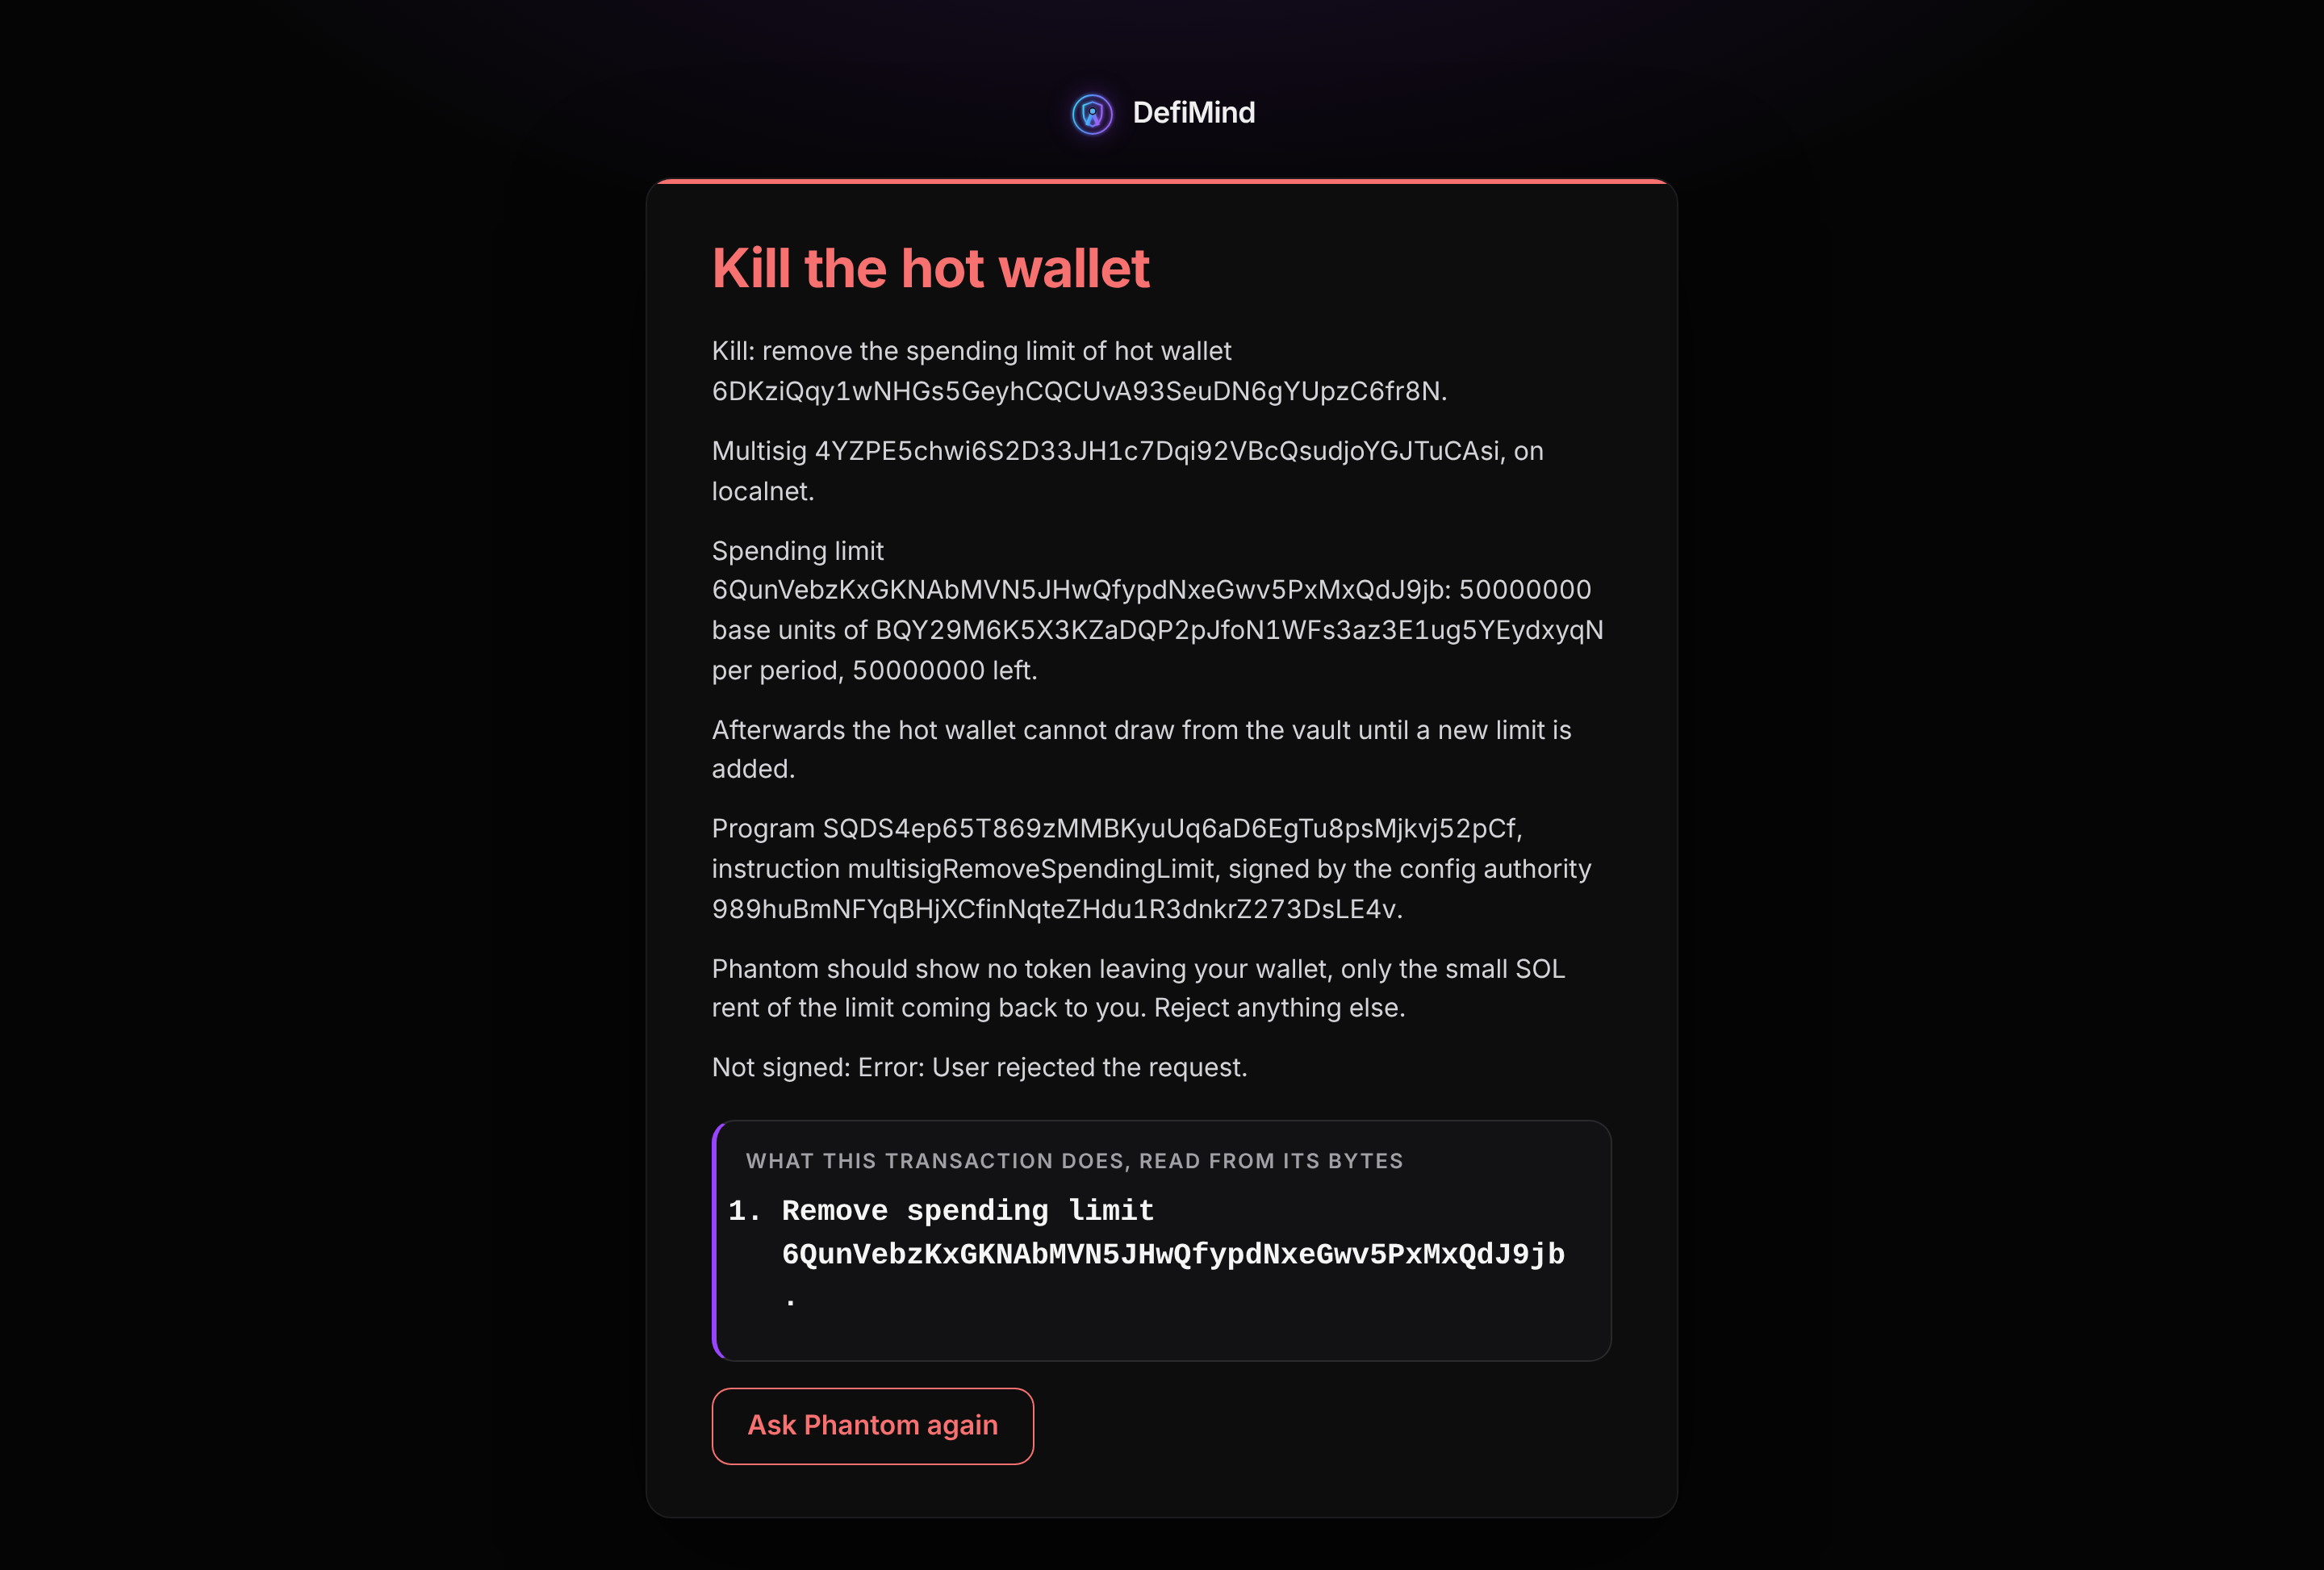 DefiMind
Kill the hot wallet
Kill: remove the spending limit of hot wallet
6DKziQqy1wNHGs5GeyhCQCUvA93SeuDN6gYUpzC6fr8N.
Multisig 4YZPE5chwi6S2D33JH1c7Dqi92VBcQsudjoYGJTuCAsi, on
localnet.
Spending limit
6QunVebzKxGKNAbMVN5JHwQfypdNxeGwv5PxMxQdJ9jb: 50000000
base units of BQY29M6K5X3KZaDQP2pJfoN1WFs3az3E1ug5YEydxyqN
per period, 50000000 left.
Afterwards the hot wallet cannot draw from the vault until a new limit is
added.
Program SQDS4ep65T869zMMBKyuUq6aD6EgTu8psMjkvj52pCf,
instruction multisigRemoveSpendingLimit, signed by the config authority
989huBmNFYqBHjXCfinNqteZHdu1R3dnkrZ273DsLE4v.
Phantom should show no token leaving your wallet, only the small SOL
rent of the limit coming back to you. Reject anything else.
Not signed: Error: User rejected the request.
WHAT THIS TRANSACTION DOES, READ FROM ITS BYTES
1. Remove spending limit
6QunVebzKxGKNAbMVN5JHwQfypdNxeGwv5PxMxQdJ9jb
.
Ask Phantom again